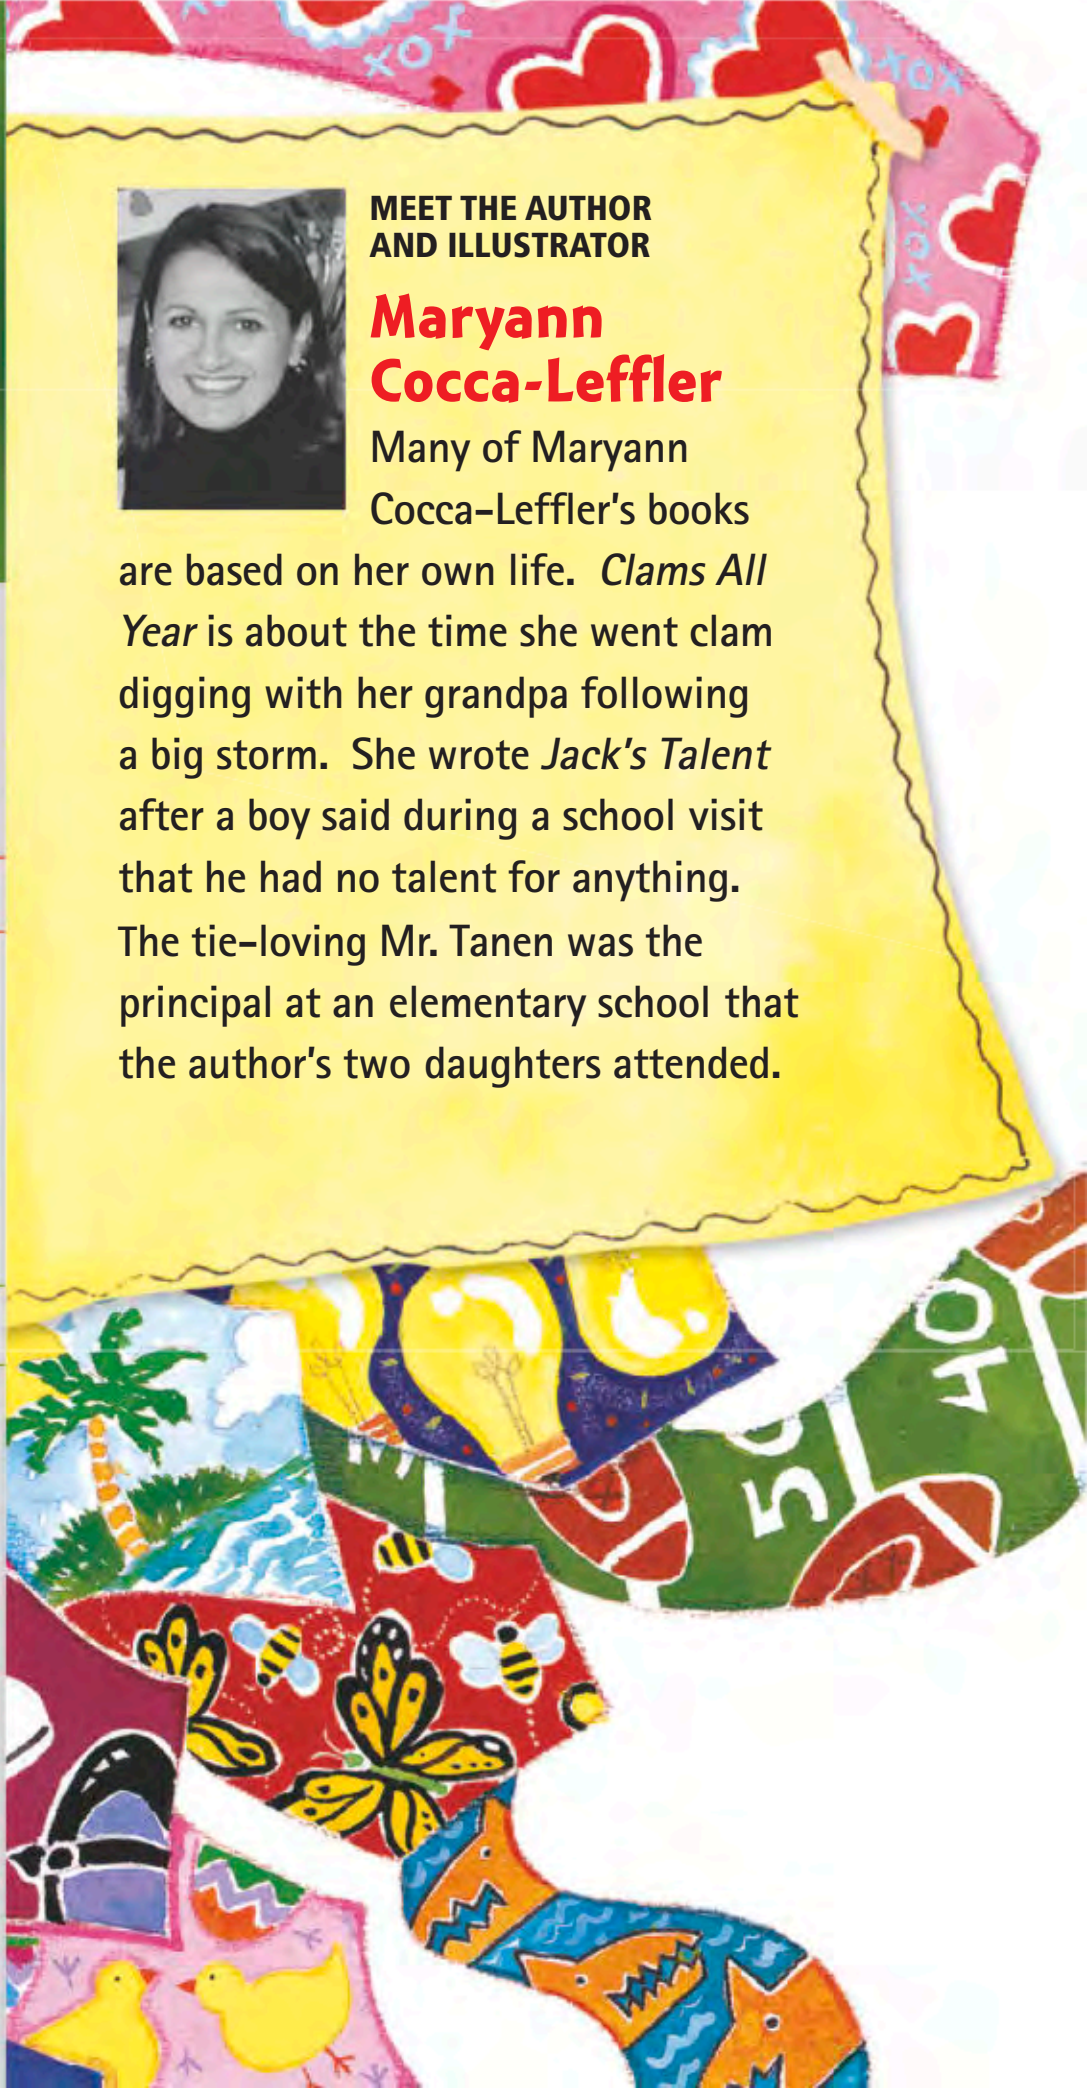 XOX
XOX
XOX
MEET THE AUTHOR
AND ILLUSTRATOR
Maryann
Cocca-Leffler
Many of Maryann
Cocca-Leffler's books
are based on her own life. Clams All
Year is about the time she went clam
digging with her grandpa following
a big storm. She wrote Jack's Talent
after a boy said during a school visit
that he had no talent for anything.
The tie-loving Mr. Tanen was the
principal at an elementary school that
the author's two daughters attended.
40
50